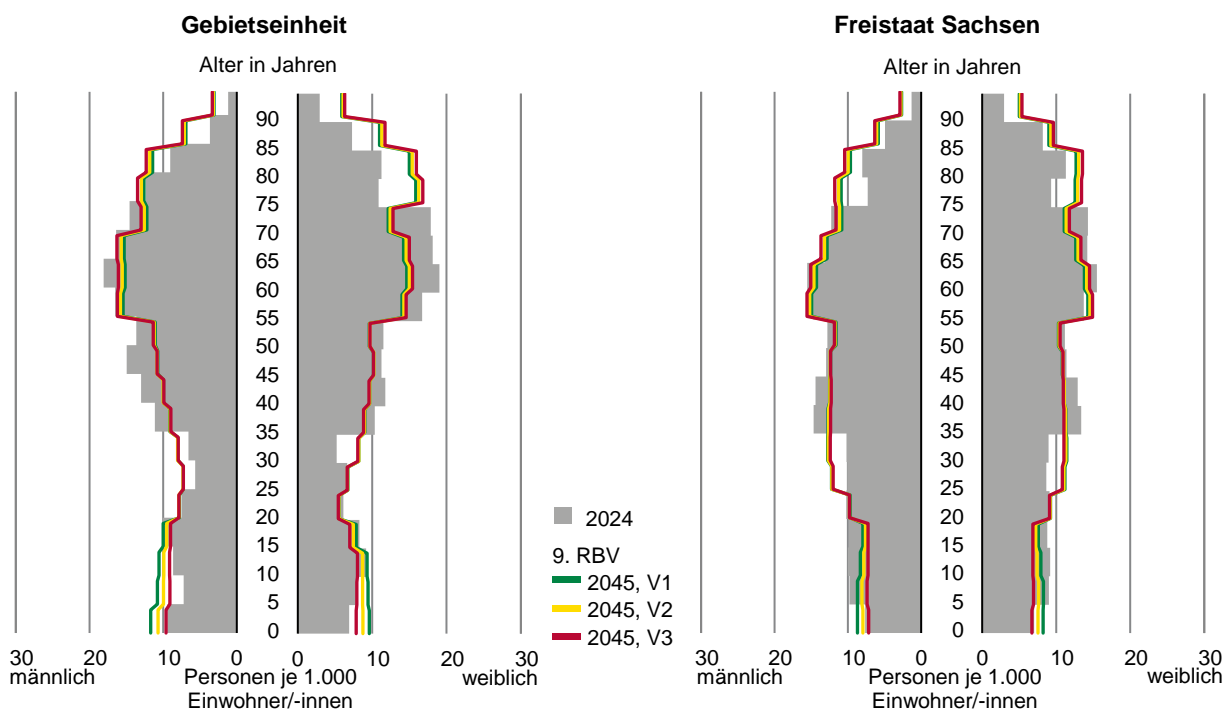 Gebietseinheit
Alter in Jahren
90
85
80
75
70
65
60
55
50
45
40
35
30
25
20
15
10
5
0
30 20 10 0 0 10 20 30
männlich Personen je 1.000 weiblich
Einwohner/-innen
2024
9. RBV
2045, V1
2045, V2
2045, V3
Freistaat Sachsen
Alter in Jahren
90
85
80
75
70
65
60
55
50
45
40
35
30
25
20
15
10
5
0
30 20 10 0 0 10 20 30
männlich Personen je 1.000 weiblich
Einwohner/-innen